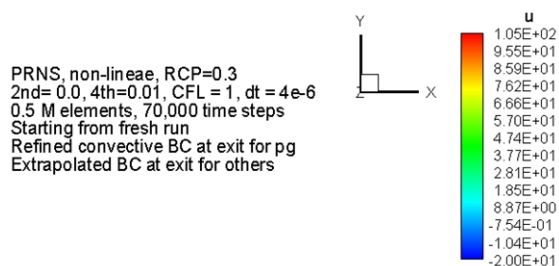 PRNS, non-lineae, RCP=0.3
2nd= 0.0, 4th=0.01, CFL = 1, dt = 4e-6
0.5 M elements, 70,000 time steps
Starting from fresh run
Refined convective BC at exit for pg
Extrapolated BC at exit for others
Y
Z
X
u
1.05E+02
9.55E+01
8.59E+01
7.62E+01
6.66E+01
5.70E+01
4.74E+01
3.77E+01
2.81E+01
1.85E+01
8.87E+00
-7.54E-01
-1.04E+01
-2.00E+01